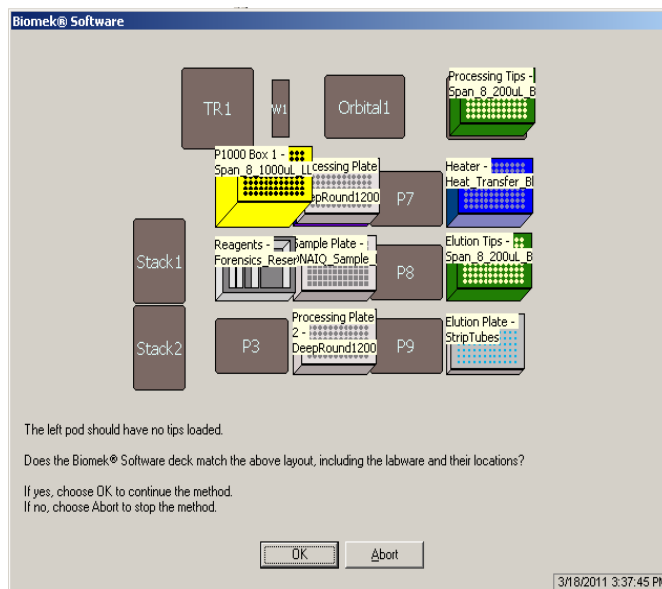 Biomek® Software
TR1
W1
Orbital1
Processing Tips -
Span_8_200uL_B
P1000 Box 1 -
Span_8_1000uL_LL
cessing Plate
epRound1200
P7
Heater -
Heat_Transfer_Bl
Stack1
Reagents -
Forensics_Reser
Sample Plate -
DNAIQ_Sample_
P8
Elution Tips -
Span_8_200uL_B
Stack2
P3
Processing Plate
2 -
DeepRound1200
P9
Elution Plate -
StripTubes
The left pod should have no tips loaded.
Does the Biomek® Software deck match the above layout, including the labware and their locations?
If yes, choose OK to continue the method.
If no, choose Abort to stop the method.
OK
Abort
3/18/2011 3:37:45 PM